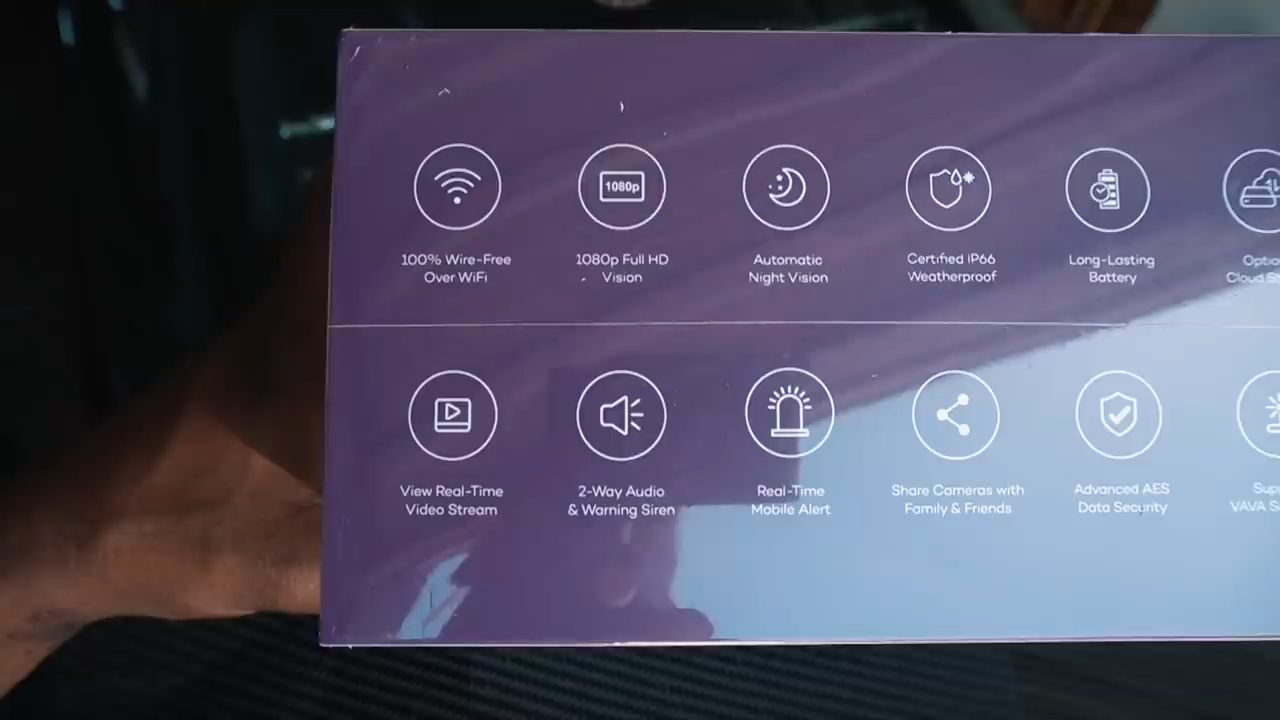 1080p
100% Wire-Free
Over WiFi
1080p Full HD
Vision
Automatic
Night Vision
Certified IP66
Weatherproof
Long-Lasting
Battery
Cloud
View Real-Time
Video Stream
2-Way Audio
& Warning Siren
Real-Time
Mobile Alert
Share Cameras with
Family & Friends
Advanced AES
Data Security
VAVA